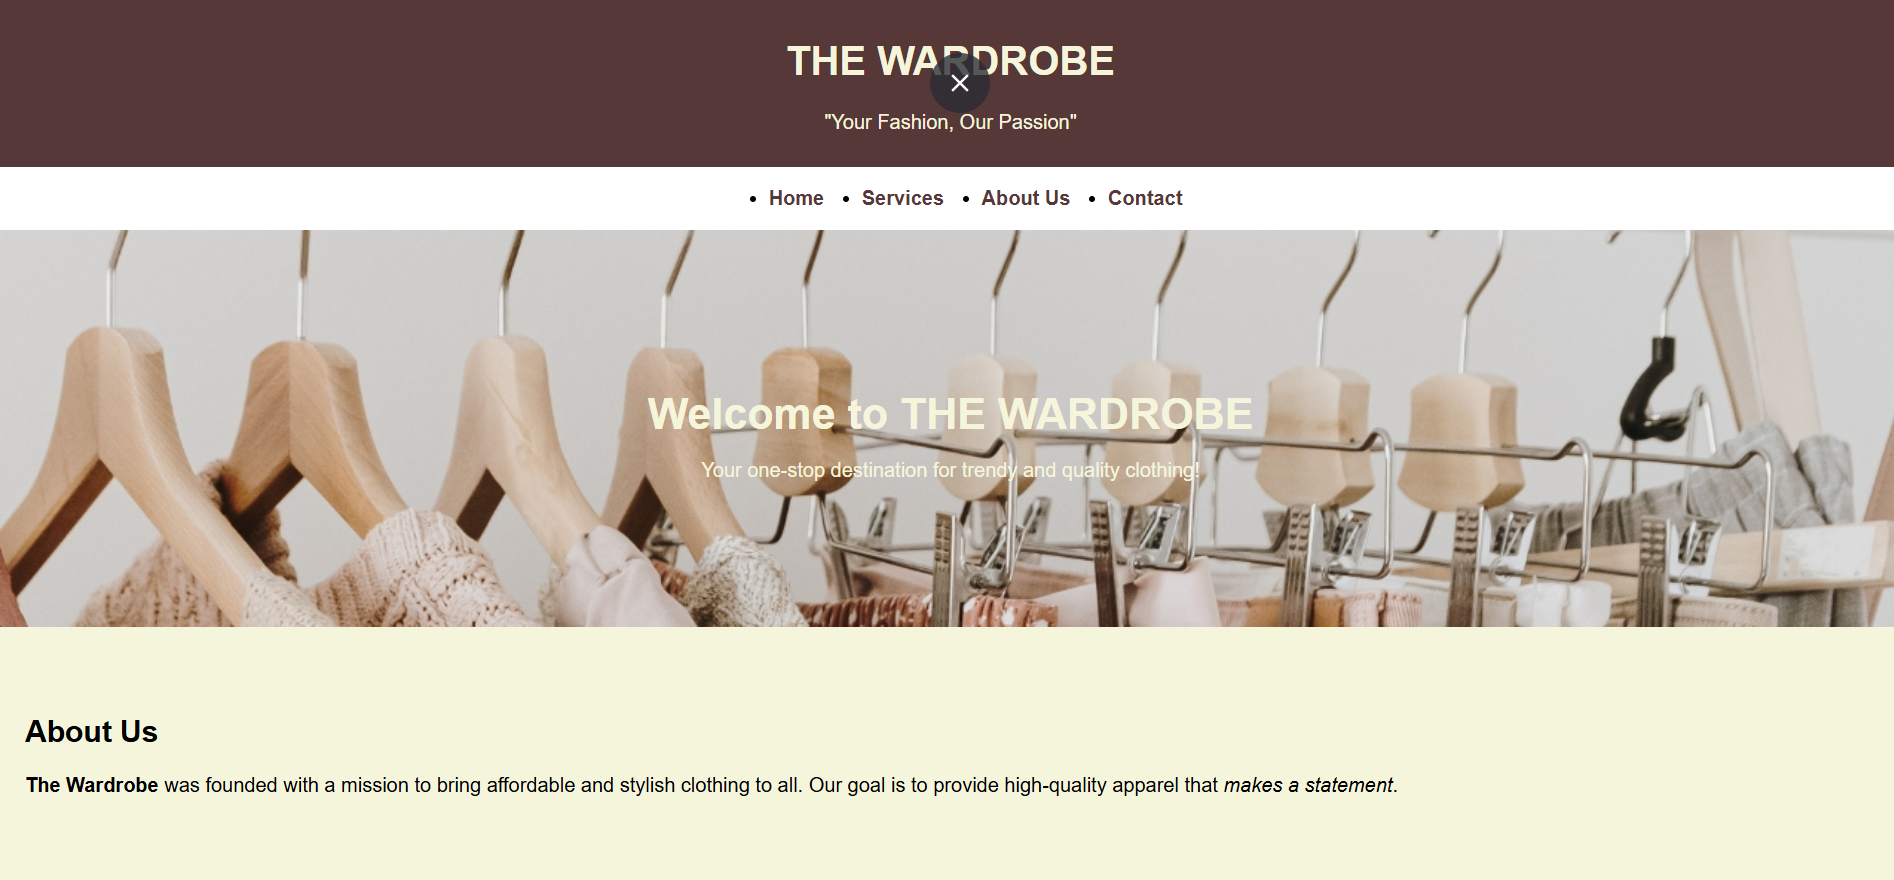 THE WARDROBE
"Your Fashion, Our Passion"
• Home • Services • About Us • Contact
Welcome to THE WARDROBE
Your one-stop destination for trendy and quality clothing!
About Us
The Wardrobe was founded with a mission to bring affordable and stylish clothing to all. Our goal is to provide high-quality apparel that makes a statement.